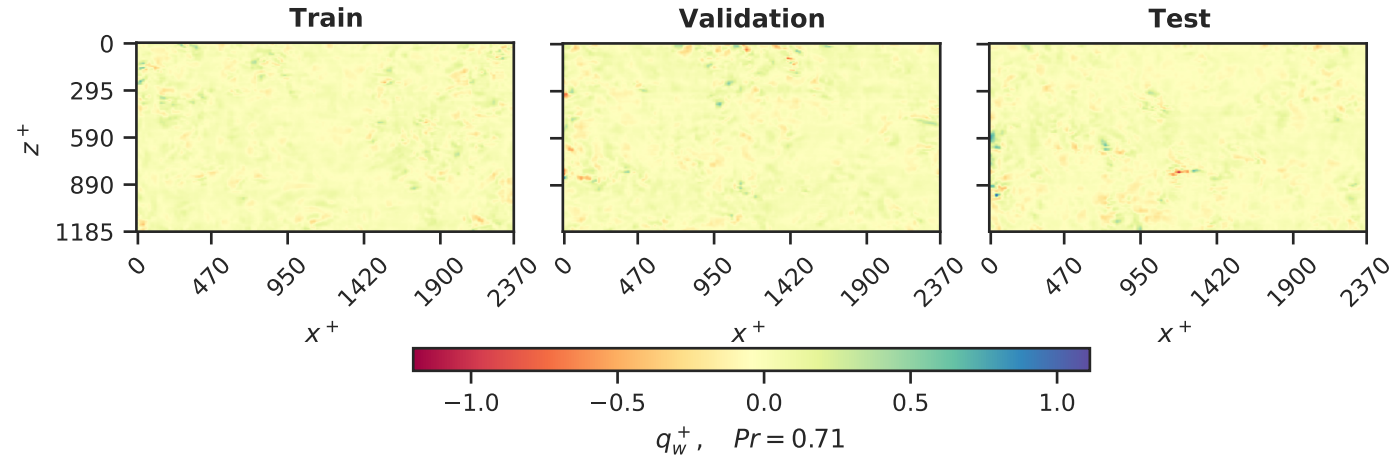 Train Validation Test
0
295
590
890
1185
z+
0 470 950 1420 1900 2370 0 470 950 1420 1900 2370 0 470 950 1420 1900 2370
x+ x+ x+
−1.0 −0.5 0.0 0.5 1.0
q_w^+, Pr = 0.71